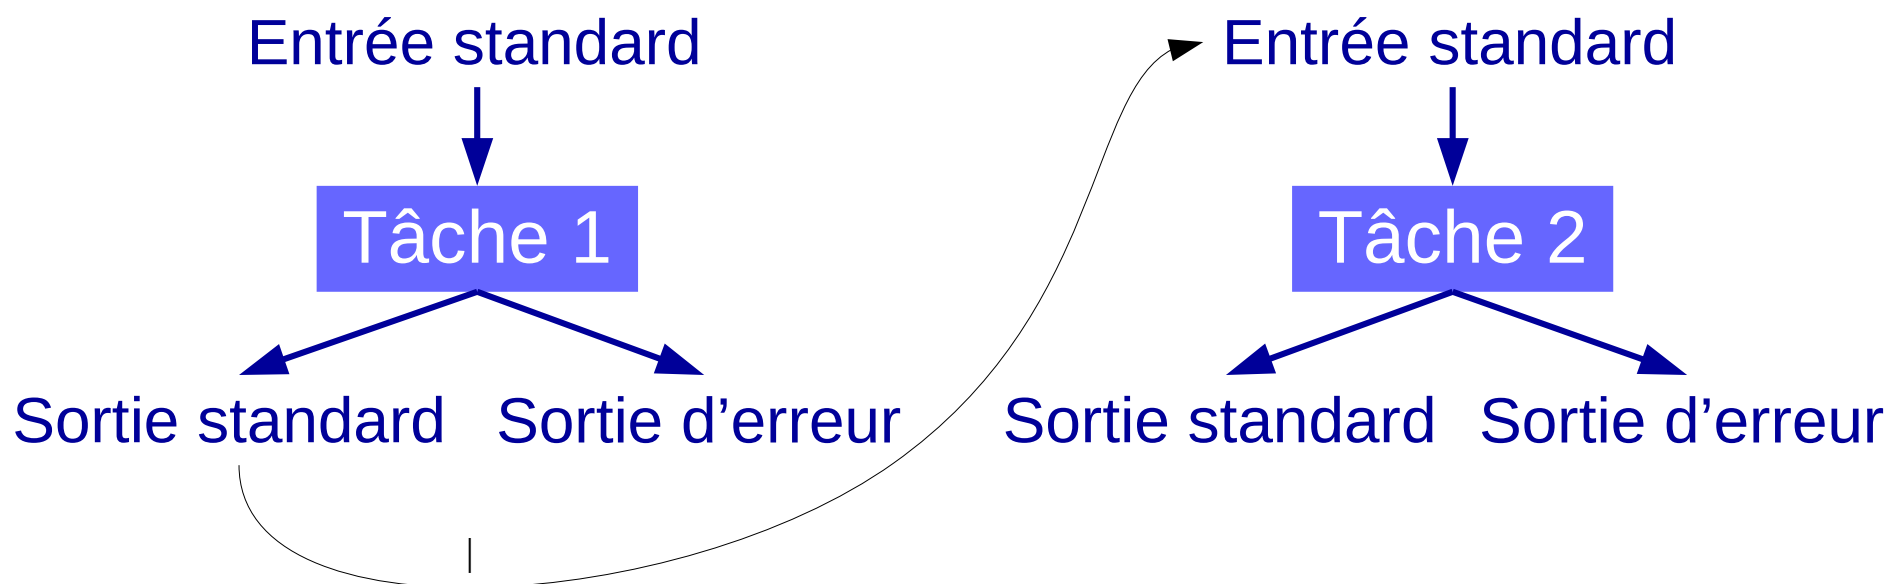 Entrée standard
Tâche 1
Sortie standard
Sortie d’erreur
|
Entrée standard
Tâche 2
Sortie standard
Sortie d’erreur